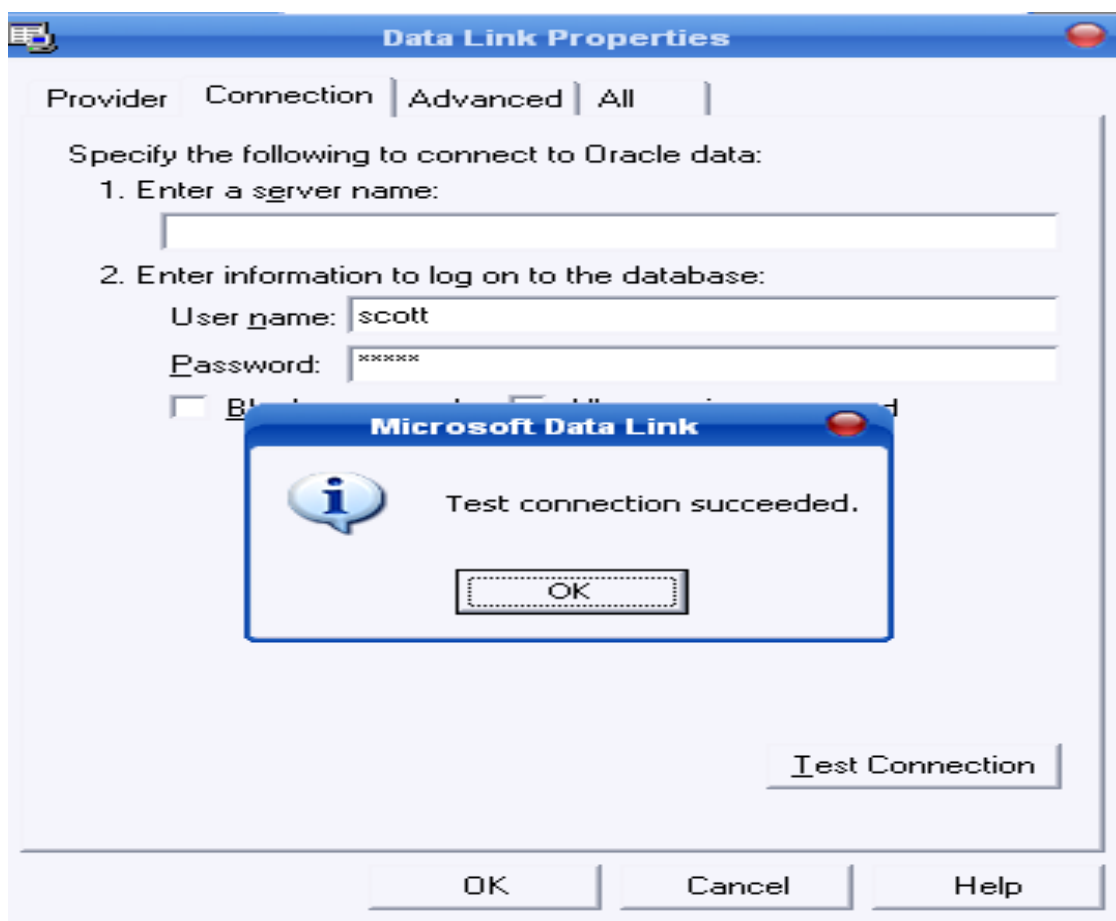 Data Link Properties
Provider Connection Advanced All
Specify the following to connect to Oracle data:
1. Enter a server name:
2. Enter information to log on to the database:
User name: scott
Password: *****
Microsoft Data Link
Test connection succeeded.
OK
Test Connection
OK Cancel Help